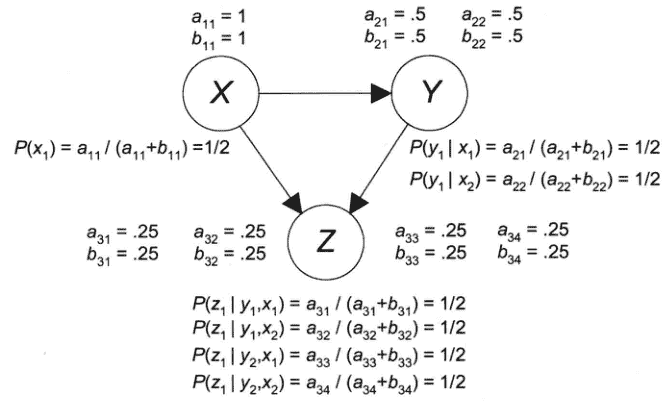 a₁₁ = 1
b₁₁ = 1
a₂₁ = .5 a₂₂ = .5
b₂₁ = .5 b₂₂ = .5
X
Y
P(x₁) = a₁₁ / (a₁₁+b₁₁) =1/2
P(y₁ | x₁) = a₂₁ / (a₂₁+b₂₁) = 1/2
P(y₁ | x₂) = a₂₂ / (a₂₂+b₂₂) = 1/2
a₃₁ = .25 a₃₂ = .25
b₃₁ = .25 b₃₂ = .25
Z
a₃₃ = .25 a₃₄ = .25
b₃₃ = .25 b₃₄ = .25
P(z₁ | y₁,x₁) = a₃₁ / (a₃₁+b₃₁) = 1/2
P(z₁ | y₁,x₂) = a₃₂ / (a₃₂+b₃₂) = 1/2
P(z₁ | y₂,x₁) = a₃₃ / (a₃₃+b₃₃) = 1/2
P(z₁ | y₂,x₂) = a₃₄ / (a₃₄+b₃₄) = 1/2